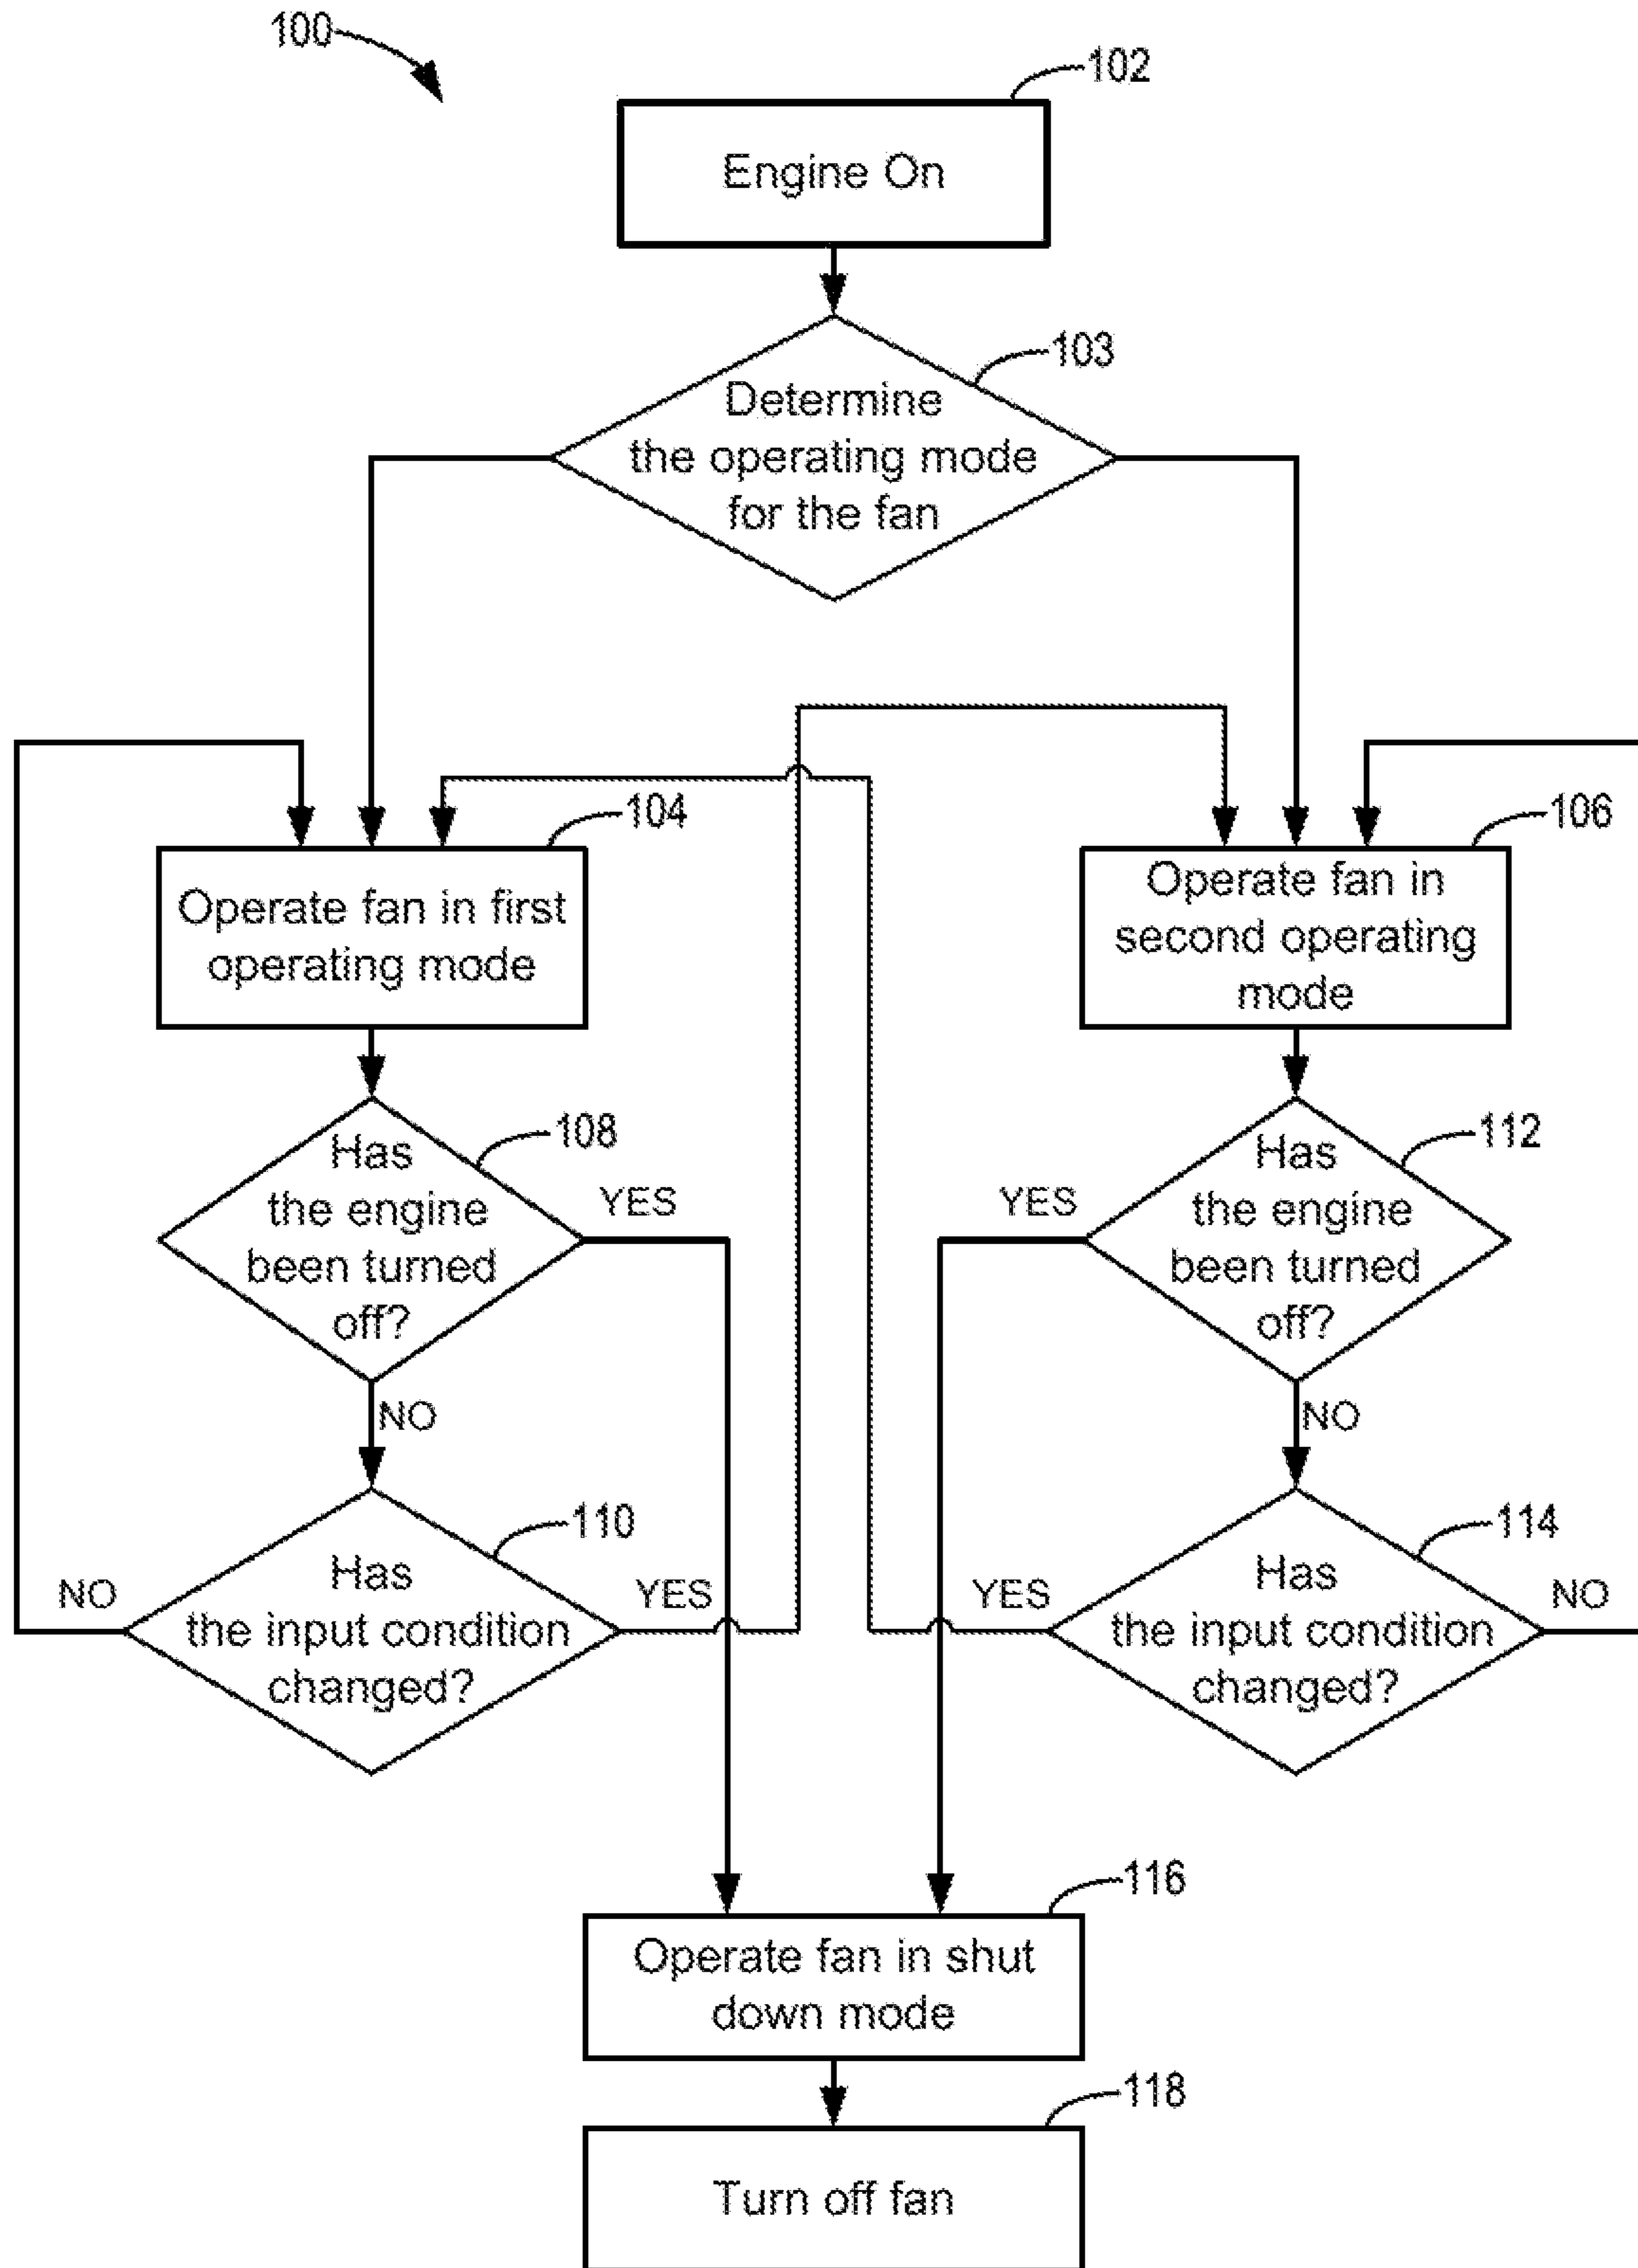 100
102
Engine On
103
Determine
the operating mode
for the fan
104
Operate fan in first
operating mode
106
Operate fan in
second operating
mode
108
Has
the engine
been turned
off?
YES
NO
112
Has
the engine
been turned
off?
YES
NO
110
Has
the input condition
changed?
NO
YES
114
Has
the input condition
changed?
YES
NO
116
Operate fan in shut
down mode
118
Turn off fan